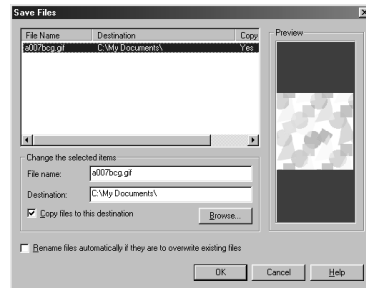 Save Files
File Name Destination Copy
a007bcg.gif C:\My Documents\ Yes
Preview
Change the selected items
File name: a007bcg.gif
Destination: C:\My Documents\
Copy files to this destination Browse...
Rename files automatically if they are to overwrite existing files
OK Cancel Help